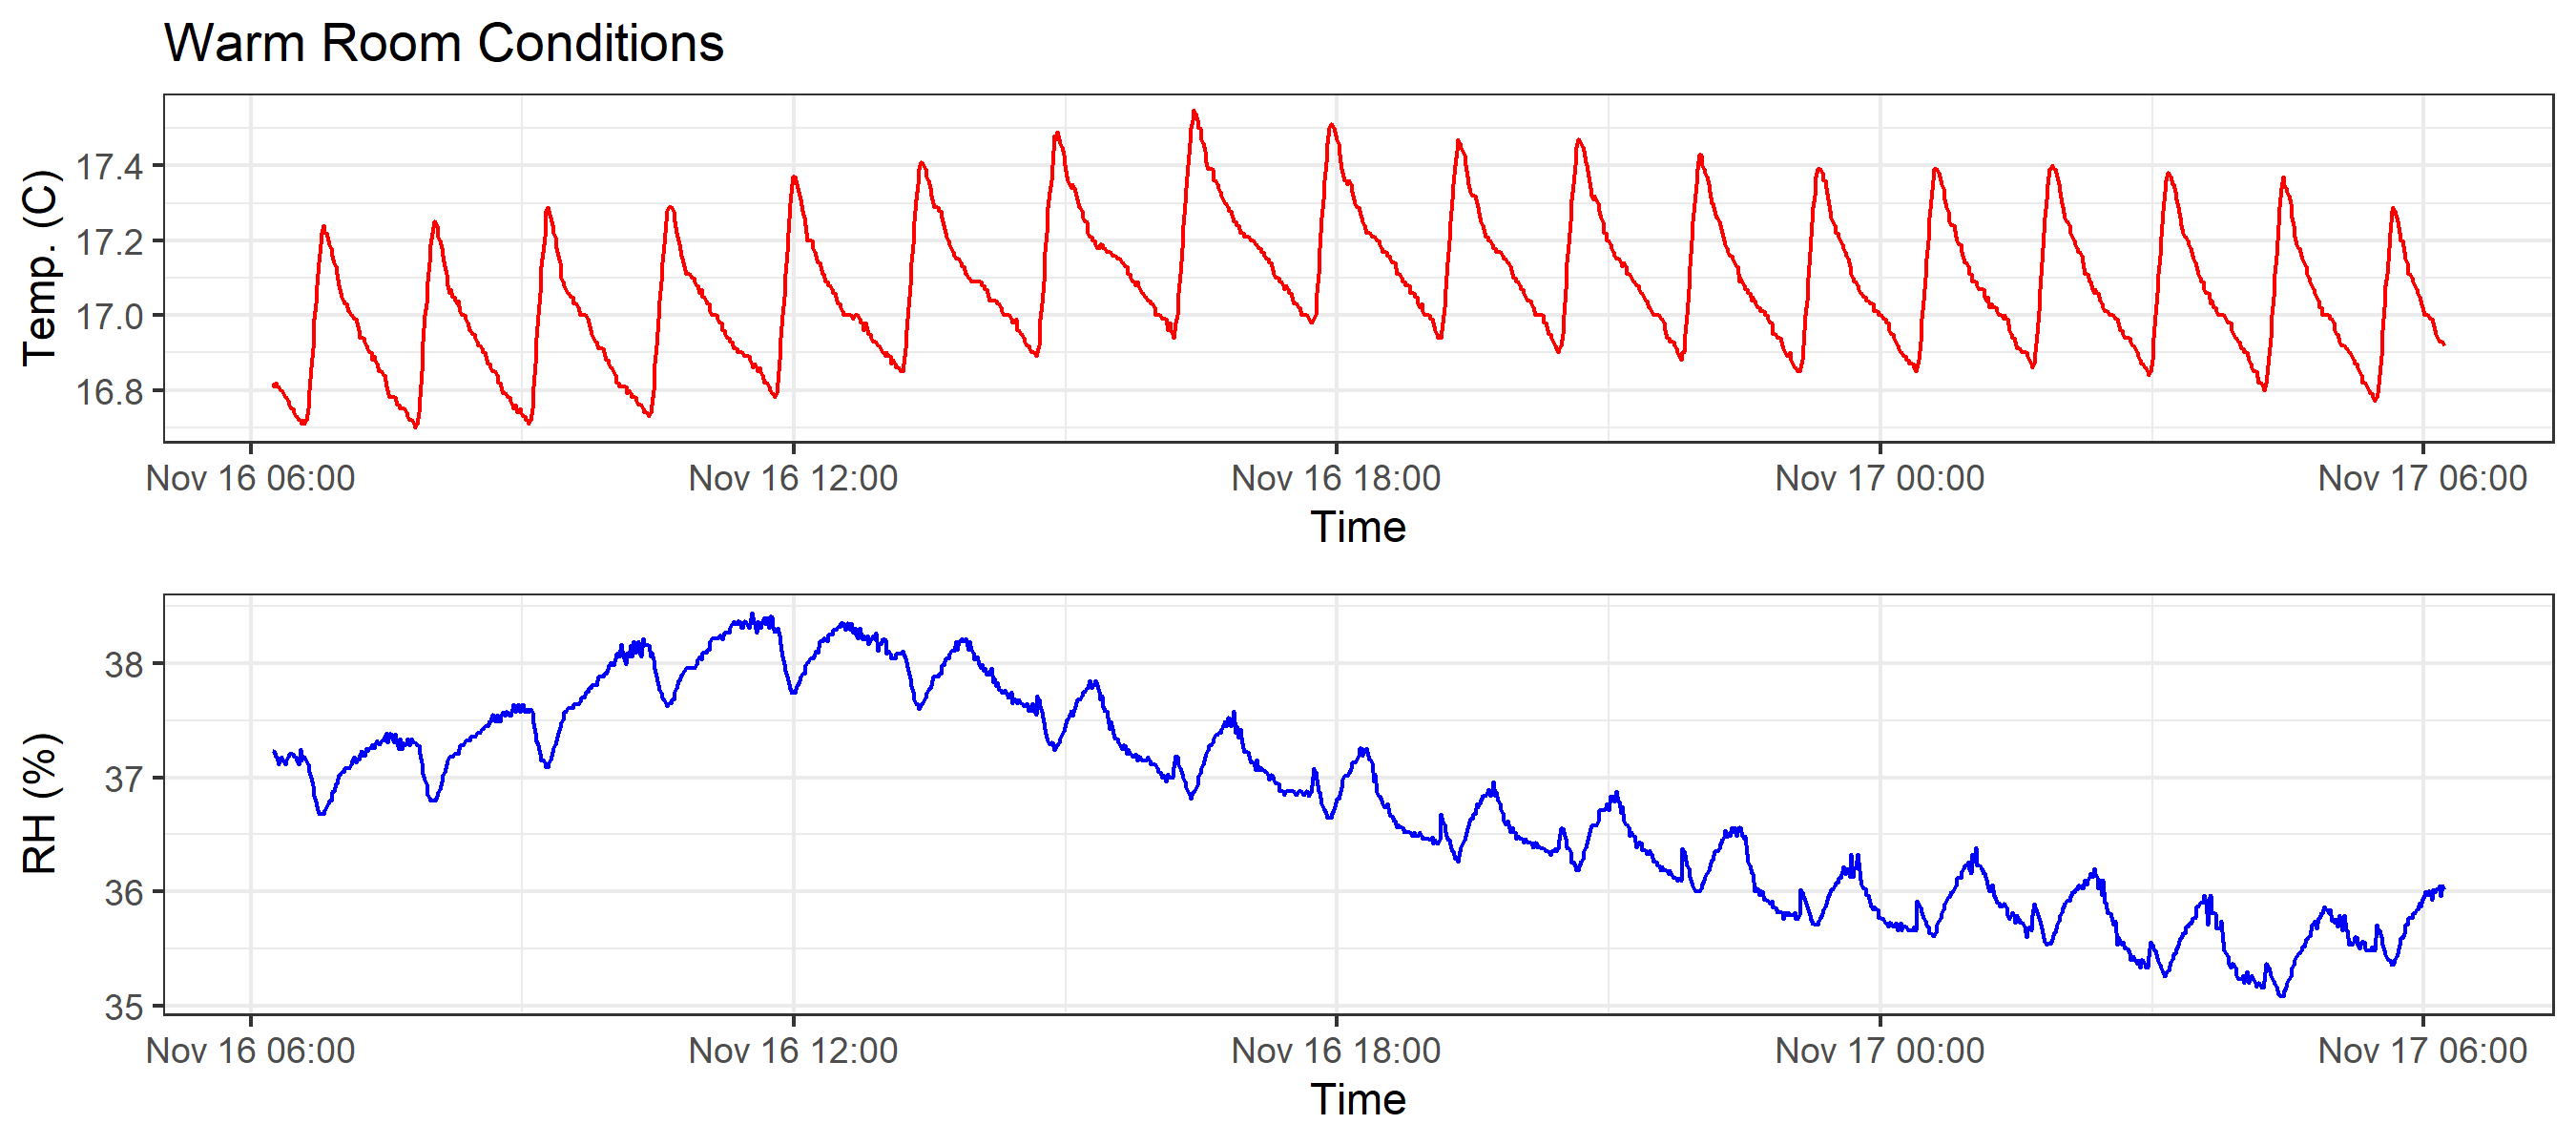 Warm Room Conditions
Temp. (C)
17.4
17.2
17.0
16.8
Nov 16 06:00 Nov 16 12:00 Nov 16 18:00 Nov 17 00:00 Nov 17 06:00
Time
RH (%)
38
37
36
35
Nov 16 06:00 Nov 16 12:00 Nov 16 18:00 Nov 17 00:00 Nov 17 06:00
Time